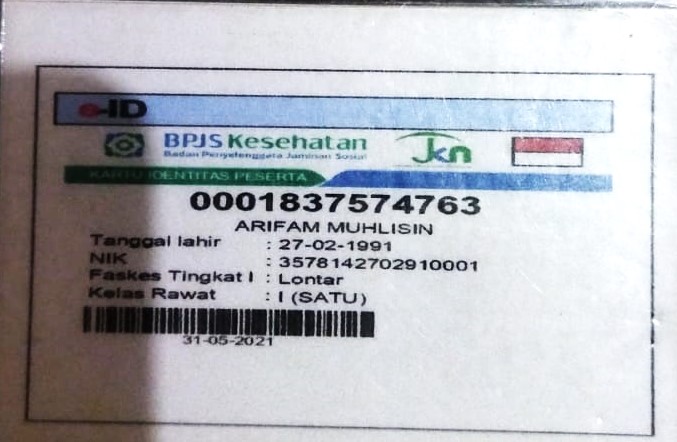 e-ID
BPJS Kesehatan
Badan Penyelenggara Jaminan Sosial
Jkn
KARTU IDENTITAS PESERTA
0001837574763
ARIFAM MUHLISIN
Tanggal lahir : 27-02-1991
NIK : 3578142702910001
Faskes Tingkat I : Lontar
Kelas Rawat : I (SATU)
31-05-2021